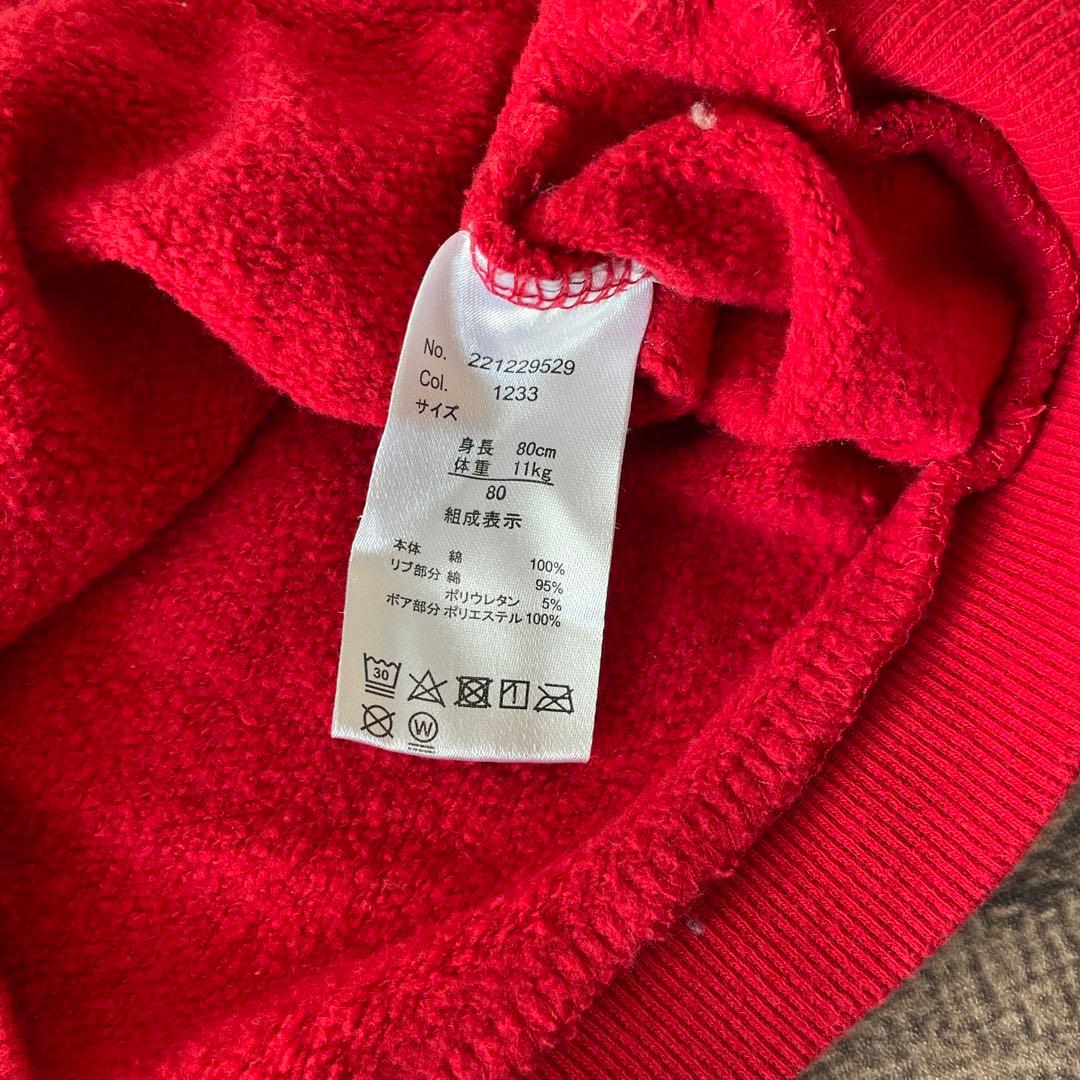 No. 221229529
Col. 1233
サイズ
身長 80cm
体重 11kg
80
組成表示
本体 綿 100%
リブ部分 綿 95%
ポリウレタン 5%
ボア部分 ポリエステル 100%
30
W